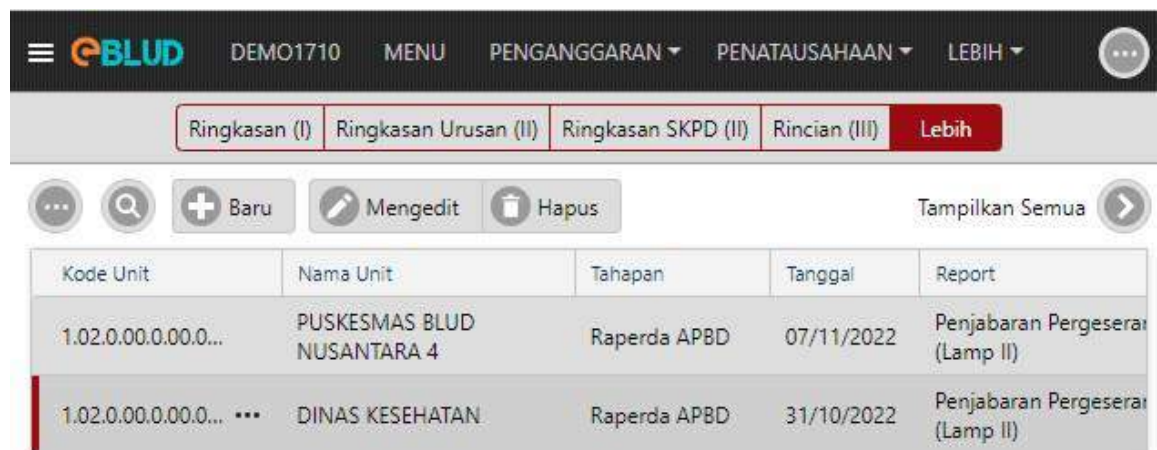 eBLUD DEMO1710 MENU PENGANGGARAN PENATAUSAHAAN LEBIH
Ringkasan (I) Ringkasan Urusan (II) Ringkasan SKPD (II) Rincian (III) Lebih
Baru Mengedit Hapus Tampilkan Semua
Kode Unit Nama Unit Tahapan Tanggal Report
1.02.0.00.0.00.0... PUSKESMAS BLUD NUSANTARA 4 Raperda APBD 07/11/2022 Penjabaran Pergeseran (Lamp II)
1.02.0.00.0.00.0... DINAS KESEHATAN Raperda APBD 31/10/2022 Penjabaran Pergeseran (Lamp II)